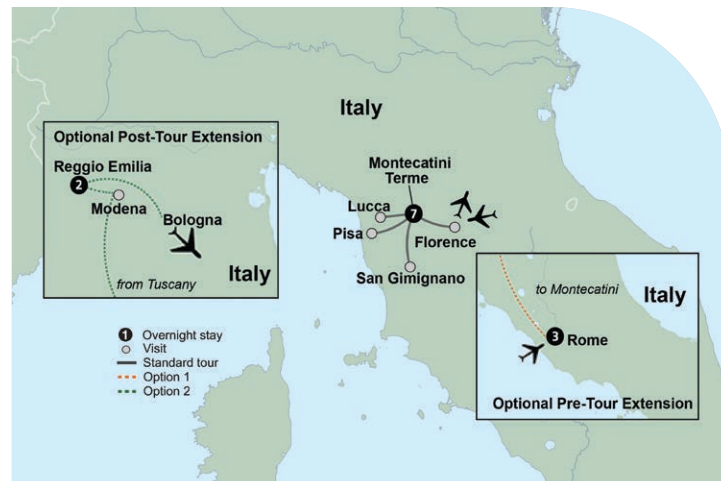 Italy
Optional Post-Tour Extension
Reggio Emilia
2
Modena
Bologna
from Tuscany
Italy
Montecatini
Terme
Lucca
7
Pisa
Florence
San Gimignano
to Montecatini
Italy
3
Rome
Optional Pre-Tour Extension
1 Overnight stay
Visit
Standard tour
Option 1
Option 2